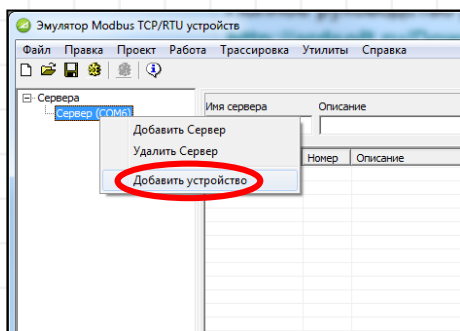 Эмулятор Modbus TCP/RTU устройств
Файл Правка Проект Работа Трассировка Утилиты Справка
Сервера
Сервер (COM6)
Имя сервера Описание
Добавить Сервер
Удалить Сервер
Добавить устройство
Номер Описание